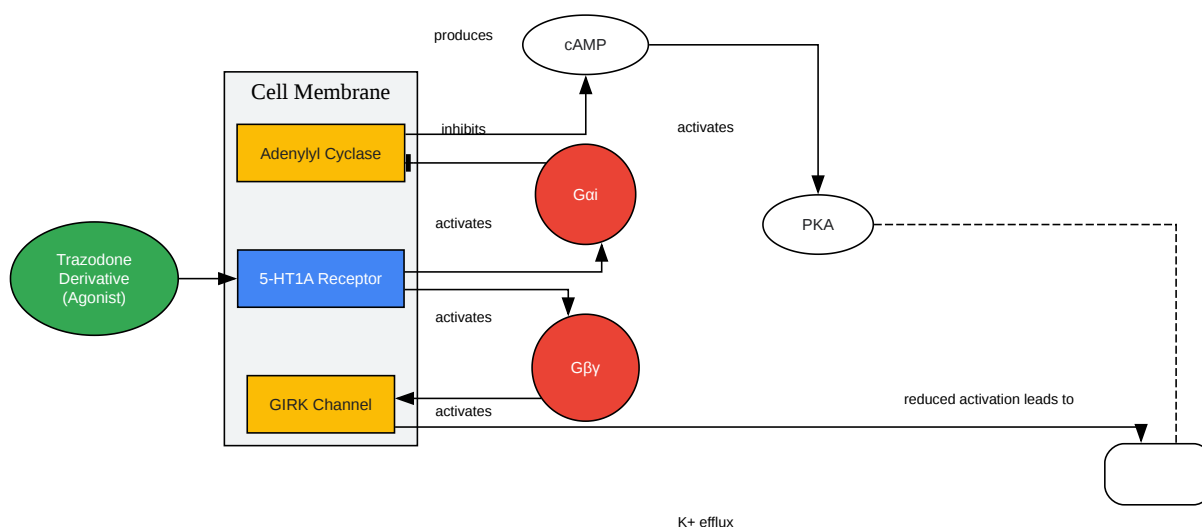 produces
cAMP
Cell Membrane
inhibits
activates
Adenylyl Cyclase
Gαi
activates
PKA
Trazodone
Derivative
(Agonist)
5-HT1A Receptor
activates
Gβγ
GIRK Channel
activates
reduced activation leads to
K+ efflux